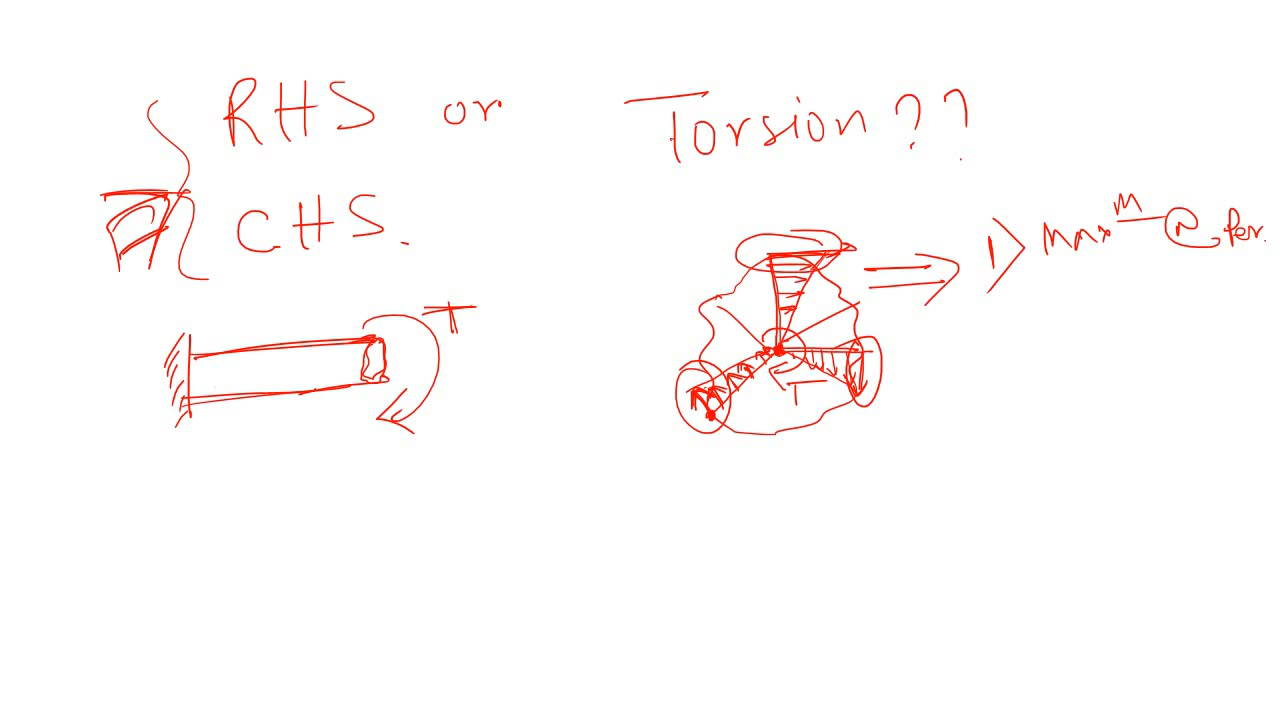 RHS or Torsion ??
CHS.
T
1) max^m @ Per.
T